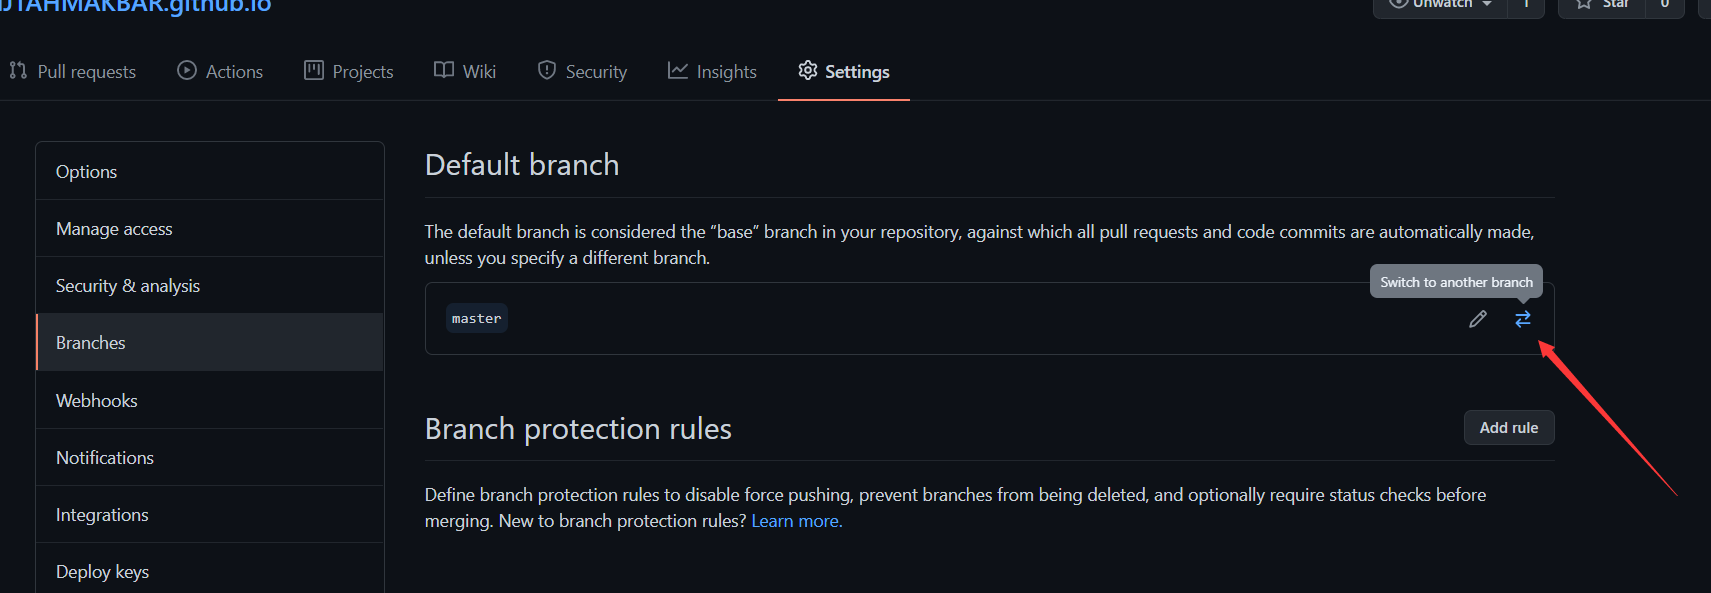 Unwatch 1 Star 0
Pull requests Actions Projects Wiki Security Insights Settings
Options
Manage access
Security & analysis
Branches
Webhooks
Notifications
Integrations
Deploy keys
Default branch
The default branch is considered the “base” branch in your repository, against which all pull requests and code commits are automatically made,
unless you specify a different branch.
Switch to another branch
master
Branch protection rules
Add rule
Define branch protection rules to disable force pushing, prevent branches from being deleted, and optionally require status checks before
merging. New to branch protection rules? Learn more.